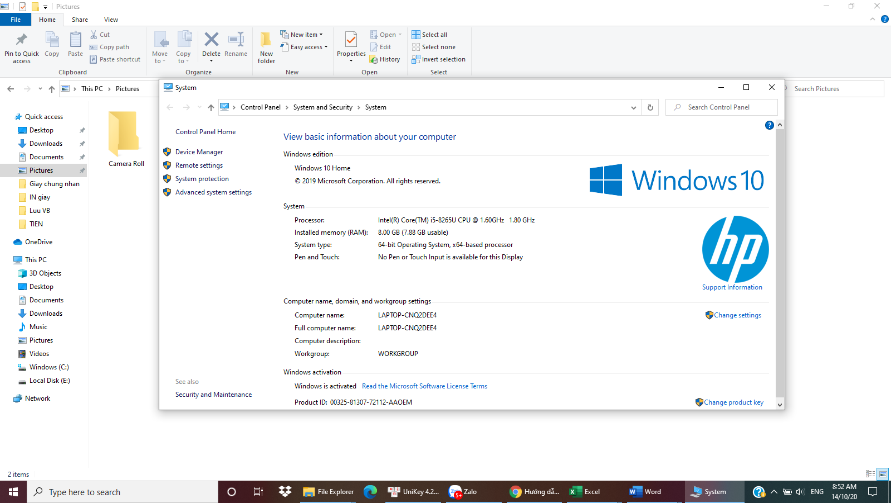 Pictures
File Home Share View
Pin to Quick access
Copy
Paste
Cut
Copy path
Paste shortcut
Clipboard
Move to
Copy to
Delete
Rename
Organize
New folder
New item
Easy access
New
Properties
Open
Edit
History
Open
Select all
Select none
Invert selection
Select
This PC > Pictures
Search Pictures
Quick access
Desktop
Downloads
Documents
Pictures
Giay chung nhan
IN giay
Luu VB
TIEN.
OneDrive
This PC
3D Objects
Desktop
Documents
Downloads
Music
Pictures
Videos
Windows (C:)
Local Disk (E:)
Network
Camera Roll
System
Control Panel > System and Security > System
Search Control Panel
Control Panel Home
Device Manager
Remote settings
System protection
Advanced system settings
See also
Security and Maintenance
View basic information about your computer
Windows edition
Windows 10 Home
© 2019 Microsoft Corporation. All rights reserved.
Windows 10
System
Processor: Intel(R) Core(TM) i5-8265U CPU @ 1.60GHz 1.80 GHz
Installed memory (RAM): 8.00 GB (7.88 GB usable)
System type: 64-bit Operating System, x64-based processor
Pen and Touch: No Pen or Touch Input is available for this Display
hp
Support Information
Computer name, domain, and workgroup settings
Computer name: LAPTOP-CNQ2DEE4
Change settings
Full computer name: LAPTOP-CNQ2DEE4
Computer description:
Workgroup: WORKGROUP
Windows activation
Windows is activated Read the Microsoft Software License Terms
Product ID: 00325-81307-72112-AAOEM
Change product key
2 items
Type here to search
File Explorer
UniKey 4.2...
Zalo
5+
Hướng dẫ...
Excel
Word
System
ENG
8:52 AM
14/10/20